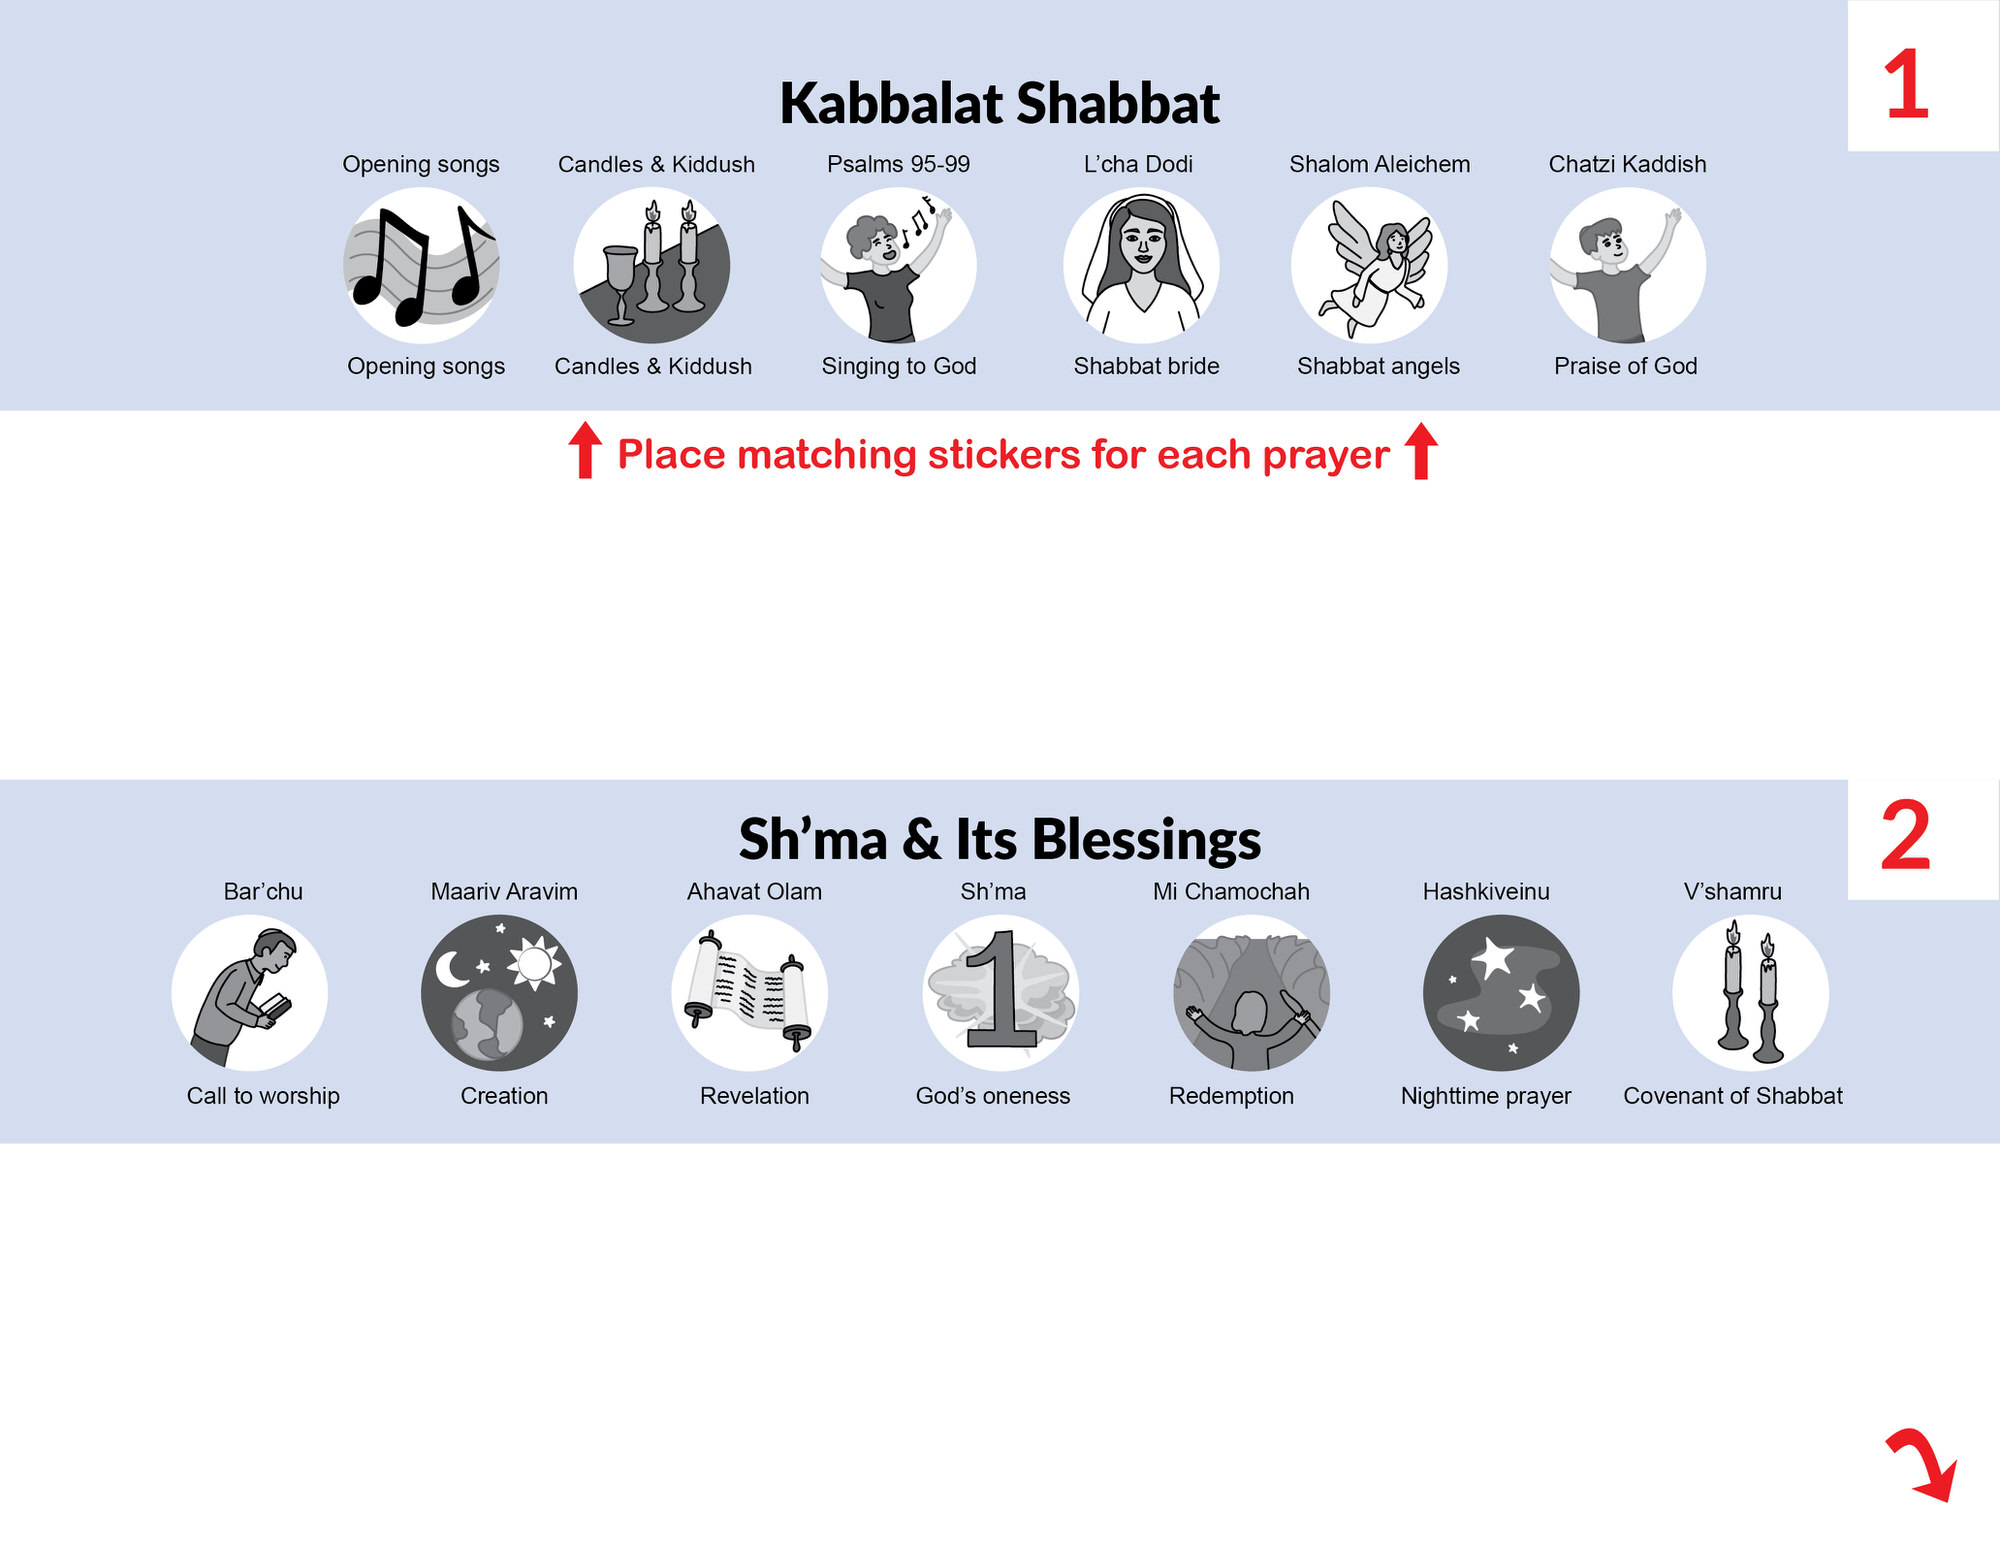 1
Kabbalat Shabbat
Opening songs Candles & Kiddush Psalms 95-99 L’cha Dodi Shalom Aleichem Chatzi Kaddish
Opening songs Candles & Kiddush Singing to God Shabbat bride Shabbat angels Praise of God
Place matching stickers for each prayer
2
Sh’ma & Its Blessings
Bar’chu Maariv Aravim Ahavat Olam Sh’ma Mi Chamochah Hashkiveinu V’shamru
1
Call to worship Creation Revelation God’s oneness Redemption Nighttime prayer Covenant of Shabbat